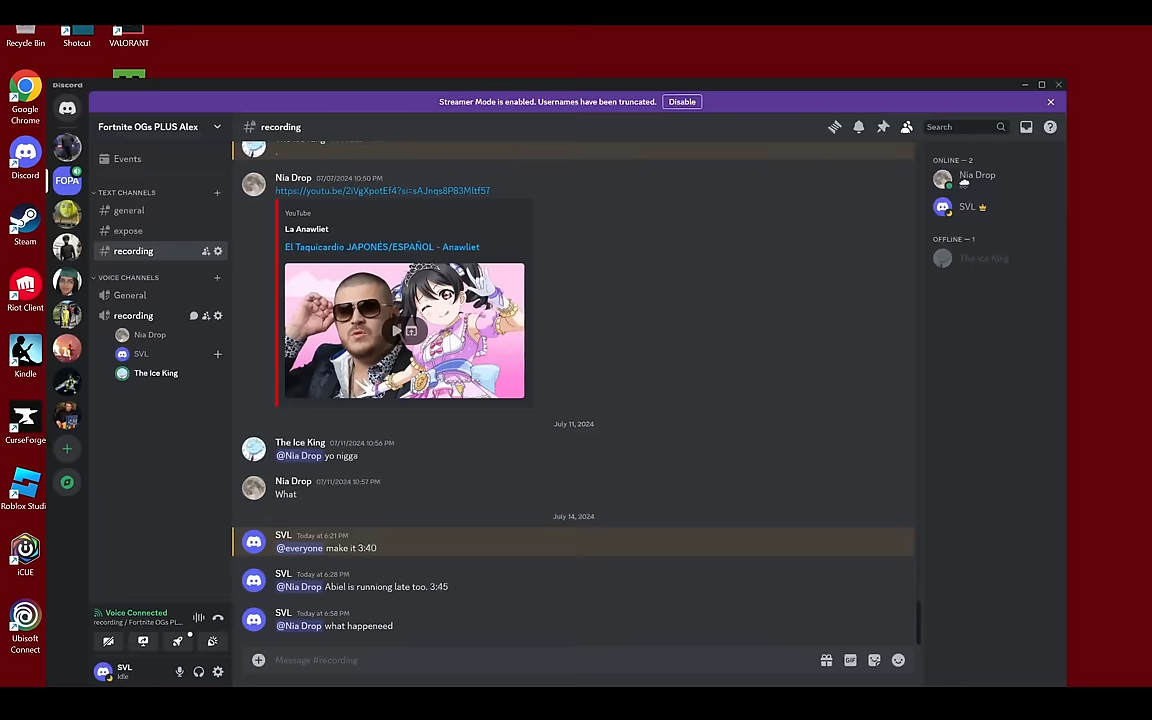 Recycle Bin
Shotcut
VALORANT
Google
Chrome
Discord
Steam
Riot Client
Kindle
CurseForge
Roblox Studi
iCUE
Ubisoft
Connect
Discord
Streamer Mode is enabled. Usernames have been truncated.
Disable
Fortnite OGs PLUS Alex
Events
TEXT CHANNELS
general
expose
recording
VOICE CHANNELS
General
recording
Nia Drop
SVL
The Ice King
FOPA
Voice Connected
recording / Fortnite OGs PL...
SVL
Idle
recording
Search
Nia Drop 07/07/2024 10:50 PM
https://youtu.be/2iVgXpotEf4?si=sAJnqs8P83Mltf57
YouTube
La Anawliet
El Taquicardio JAPONÉS/ESPAÑOL - Anawliet
July 11, 2024
The Ice King 07/11/2024 10:56 PM
@Nia Drop yo nigga
Nia Drop 07/11/2024 10:57 PM
What
July 14, 2024
SVL Today at 6:21 PM
@everyone make it 3:40
SVL Today at 6:28 PM
@Nia Drop Abiel is runniong late too. 3:45
SVL Today at 6:58 PM
@Nia Drop what happeneed
Message #recording
GIF
ONLINE — 2
Nia Drop
SVL
OFFLINE — 1
The Ice King